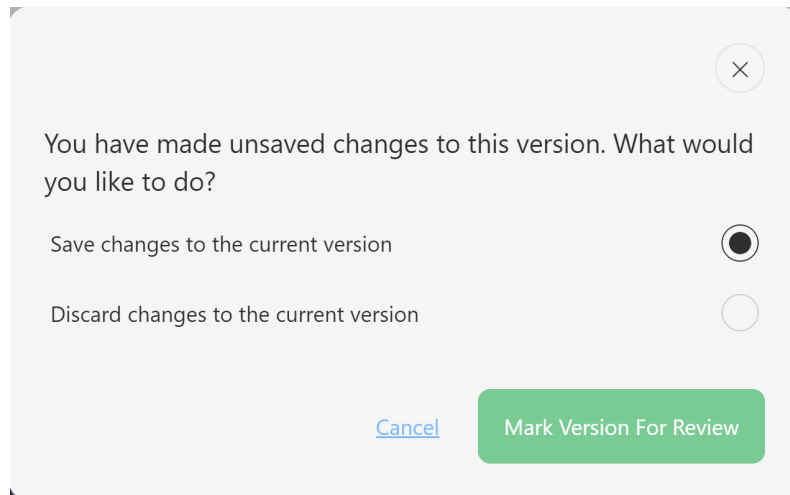 You have made unsaved changes to this version. What would
you like to do?
Save changes to the current version
Discard changes to the current version
Cancel
Mark Version For Review